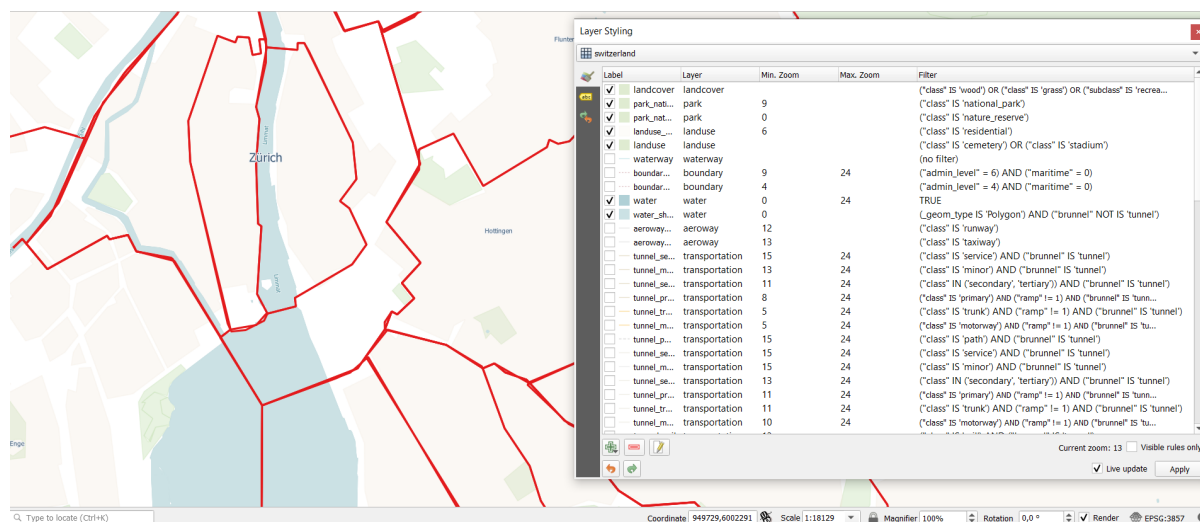 Layer Styling
Flunter
switzerland
Label Layer Min. Zoom Max. Zoom Filter
landcover landcover ("class" IS 'wood') OR ("class" IS 'grass') OR ("subclass" IS 'recrea...
park_nati... park 9 ("class" IS 'national_park')
park_nat... park 0 ("class" IS 'nature_reserve')
landuse_... landuse 6 ("class" IS 'residential')
landuse landuse ("class" IS 'cemetery') OR ("class" IS 'stadium')
waterway waterway (no filter)
boundar... boundary 9 24 ("admin_level" = 6) AND ("maritime" = 0)
boundar... boundary 4 ("admin_level" = 4) AND ("maritime" = 0)
water water 0 24 TRUE
water_sh... water 0 (_geom_type IS 'Polygon') AND ("brunnel" NOT IS 'tunnel')
aeroway... aeroway 12 ("class" IS 'runway')
aeroway... aeroway 13 ("class" IS 'taxiway')
tunnel_se... transportation 15 24 ("class" IS 'service') AND ("brunnel" IS 'tunnel')
tunnel_m... transportation 13 24 ("class" IS 'minor') AND ("brunnel" IS 'tunnel')
tunnel_se... transportation 11 24 ("class" IN ('secondary', 'tertiary')) AND ("brunnel" IS 'tunnel')
tunnel_pr... transportation 8 24 ("class" IS 'primary') AND ("ramp" != 1) AND ("brunnel" IS 'tunn...
tunnel_tr... transportation 5 24 ("class" IS 'trunk') AND ("ramp" != 1) AND ("brunnel" IS 'tunnel')
tunnel_m... transportation 5 24 ("class" IS 'motorway') AND ("ramp" != 1) AND ("brunnel" IS 'tu...
tunnel_p... transportation 15 24 ("class" IS 'path') AND ("brunnel" IS 'tunnel')
tunnel_se... transportation 15 24 ("class" IS 'service') AND ("brunnel" IS 'tunnel')
tunnel_m... transportation 15 24 ("class" IS 'minor') AND ("brunnel" IS 'tunnel')
tunnel_se... transportation 13 24 ("class" IN ('secondary', 'tertiary')) AND ("brunnel" IS 'tunnel')
tunnel_pr... transportation 11 24 ("class" IS 'primary') AND ("ramp" != 1) AND ("brunnel" IS 'tunn...
tunnel_tr... transportation 11 24 ("class" IS 'trunk') AND ("ramp" != 1) AND ("brunnel" IS 'tunnel')
tunnel_m... transportation 10 24 ("class" IS 'motorway') AND ("ramp" != 1) AND ("brunnel" IS 'tu...
abc
Limmat
Zürich
Hottingen
Limmat
Enge
Current zoom: 13 Visible rules only
Live update Apply
Type to locate (Ctrl+K) Coordinate 949729,6002291 Scale 1:18129 Magnifier 100% Rotation 0,0 ° Render EPSG:3857